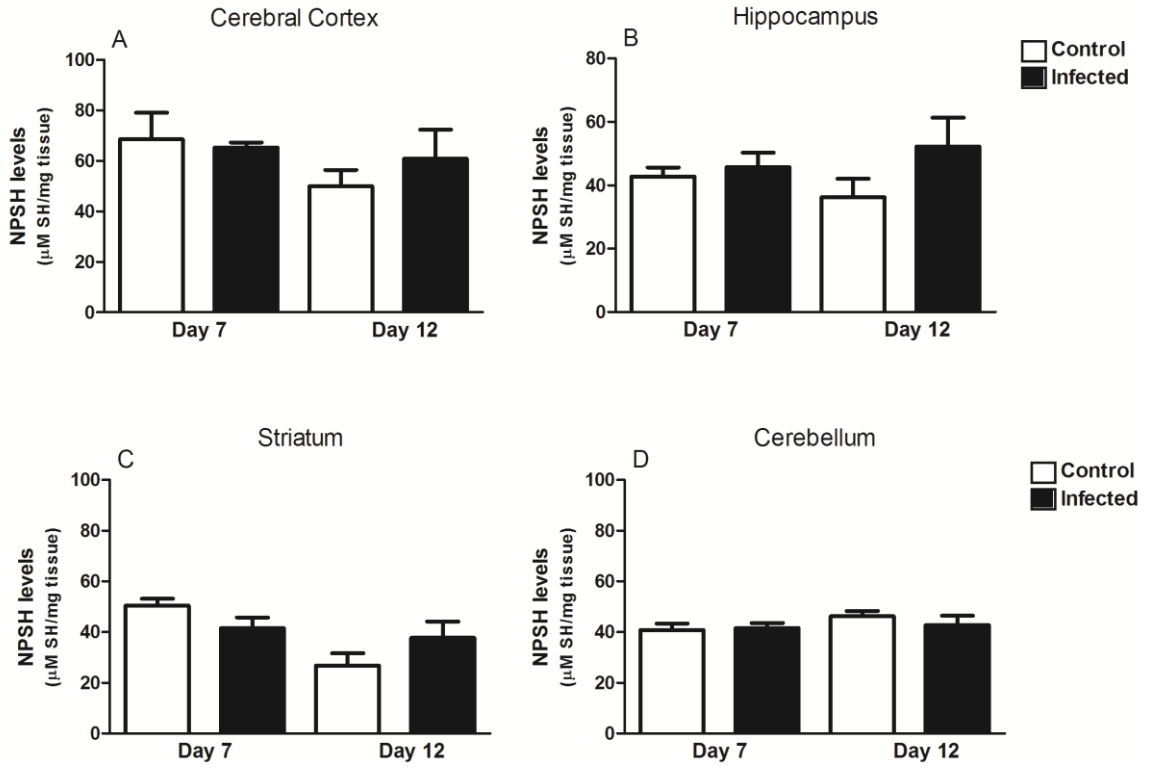 Cerebral Cortex
A
100
80
60
40
20
0
NPSH levels
(μM SH/mg tissue)
Day 7
Day 12
Hippocampus
B
80
60
40
20
0
NPSH levels
(μM SH/mg tissue)
Day 7
Day 12
Control
Infected
Striatum
C
100
80
60
40
20
0
NPSH levels
(μM SH/mg tissue)
Day 7
Day 12
Cerebellum
D
100
80
60
40
20
0
NPSH levels
(μM SH/mg tissue)
Day 7
Day 12
Control
Infected